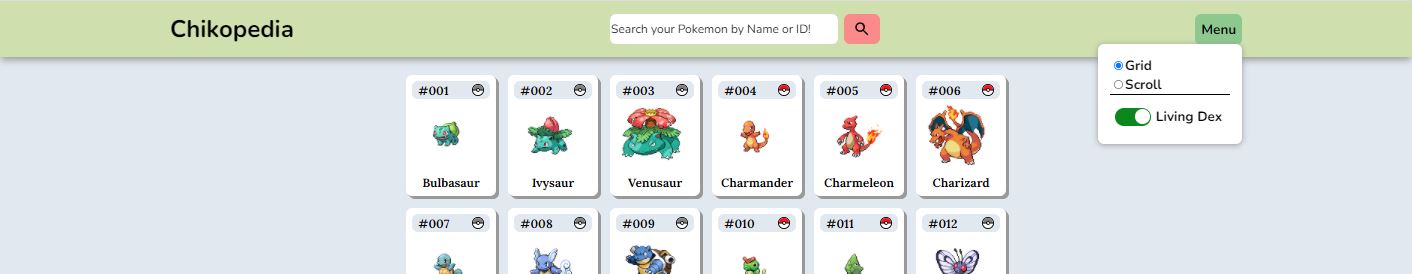 Chikopedia
Search your Pokemon by Name or ID!
Menu
Grid
Scroll
Living Dex
#001
#002
#003
#004
#005
#006
Bulbasaur
Ivysaur
Venusaur
Charmander
Charmeleon
Charizard
#007
#008
#009
#010
#011
#012